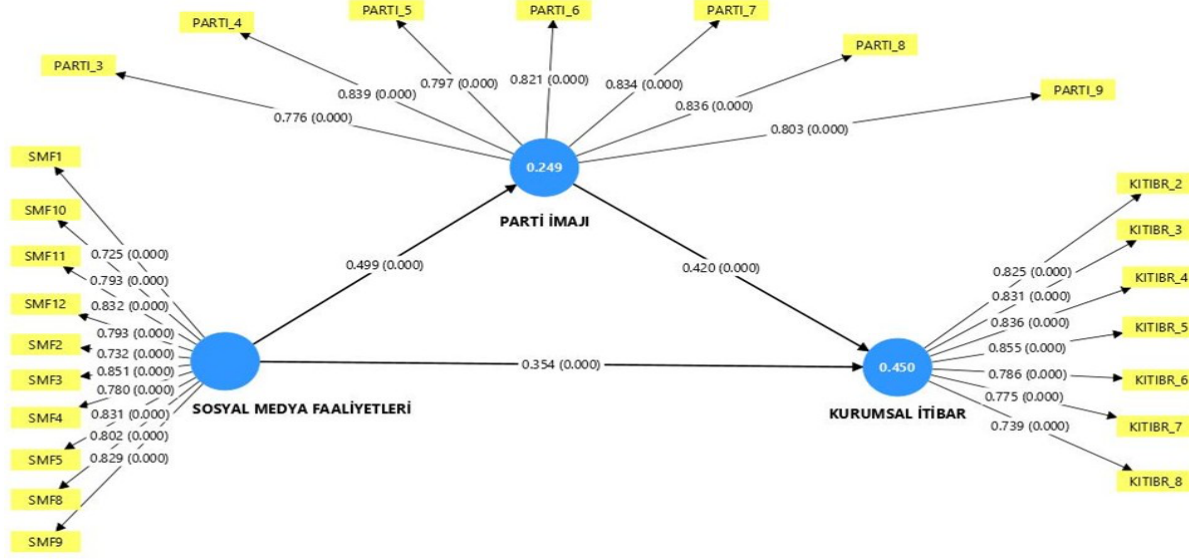 PARTI_3
PARTI_4
PARTI_5
PARTI_6
PARTI_7
PARTI_8
PARTI_9
0.776 (0.000)
0.839 (0.000)
0.797 (0.000)
0.821 (0.000)
0.834 (0.000)
0.836 (0.000)
0.803 (0.000)
0.249
PARTİ İMAJI
SMF1
SMF10
SMF11
SMF12
SMF2
SMF3
SMF4
SMF5
SMF8
SMF9
0.725 (0.000)
0.793 (0.000)
0.832 (0.000)
0.793 (0.000)
0.732 (0.000)
0.851 (0.000)
0.780 (0.000)
0.831 (0.000)
0.802 (0.000)
0.829 (0.000)
SOSYAL MEDYA FAALİYETLERİ
0.499 (0.000)
0.420 (0.000)
0.354 (0.000)
0.450
KURUMSAL İTİBAR
0.825 (0.000)
0.831 (0.000)
0.836 (0.000)
0.855 (0.000)
0.786 (0.000)
0.775 (0.000)
0.739 (0.000)
KITIBR_2
KITIBR_3
KITIBR_4
KITIBR_5
KITIBR_6
KITIBR_7
KITIBR_8